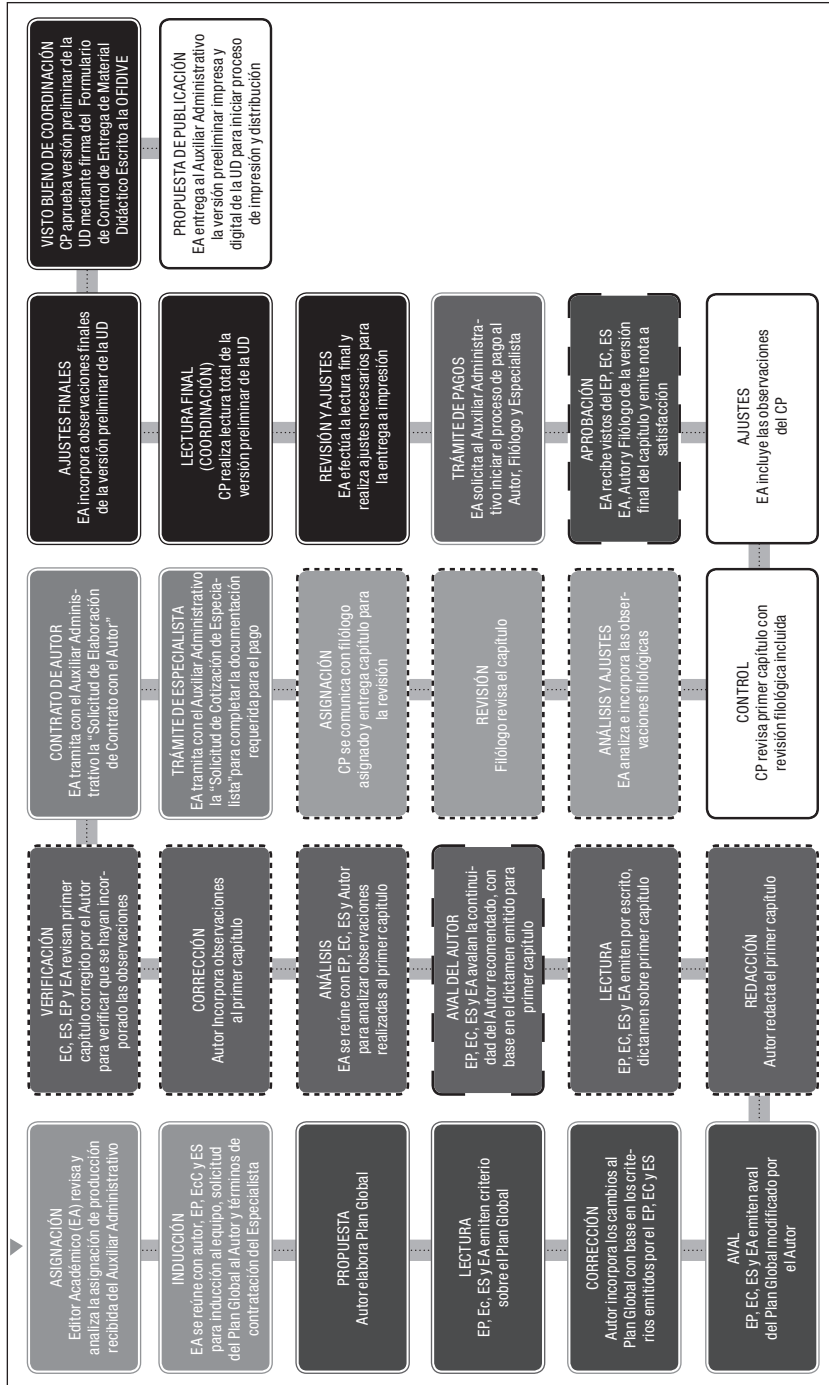 ASIGNACIÓN
Editor Académico (EA) revisa y
analiza la asignación de producción
recibida del Auxiliar Administrativo
INDUCCIÓN
EA se reúne con autor, EP, EcC y ES
para inducción al equipo, solicitud
del Plan Global al Autor y términos de
contratación del Especialista
PROPUESTA
Autor elabora Plan Global
LECTURA
EP, Ec, ES y EA emiten criterio
sobre el Plan Global
CORRECCIÓN
Autor incorpora los cambios al
Plan Global con base en los crite-
rios emitidos por el EP, EC y ES
AVAL
EP, EC, ES y EA emiten aval
del Plan Global modificado por
el Autor
REDACCIÓN
Autor redacta el primer capítulo
LECTURA
EP, EC, ES y EA emiten por escrito,
dictamen sobre primer capítulo
AVAL DEL AUTOR
EP, EC, ES y EA avalan la continui-
dad del Autor recomendado, con
base en el dictamen emitido para
primer capítulo
ANÁLISIS
EA se reúne con EP, EC, ES y Autor
para analizar observaciones
realizadas al primer capítulo
CORRECCIÓN
Autor Incorpora observaciones
al primer capítulo
VERIFICACIÓN
EC, ES, EP y EA revisan primer
capítulo corregido por el Autor
para verificar que se hayan incor-
porado las observaciones
CONTRATO DE AUTOR
EA tramita con el Auxiliar Adminis-
trativo la "Solicitud de Elaboración
de Contrato con el Autor"
TRÁMITE DE ESPECIALISTA
EA tramita con el Auxiliar Administrativo
la "Solicitud de Cotización de Especia-
lista"para completar la documentación
requerida para el pago
ASIGNACIÓN
CP se comunica con filólogo
asignado y entrega capítulo para
la revisión
REVISIÓN
Filólogo revisa el capítulo
ANÁLISIS Y AJUSTES
EA analiza e incorpora las obser-
vaciones filológicas
CONTROL
CP revisa primer capítulo con
revisión filológica incluida
AJUSTES
EA incluye las observaciones
del CP
APROBACIÓN
EA recibe vistos del EP, EC, ES
EA, Autor y Filólogo de la versión
final del capítulo y emite nota a
satisfacción
TRÁMITE DE PAGOS
EA solicita al Auxiliar Administra-
tivo iniciar el proceso de pago al
Autor, Filólogo y Especialista
REVISIÓN Y AJUSTES
EA efectúa la lectura final y
realiza ajustes necesarios para
la entrega a impresión
LECTURA FINAL
(COORDINACIÓN)
CP realiza lectura total de la
versión preliminar de la UD
AJUSTES FINALES
EA incorpora observaciones finales
de la versión preliminar de la UD
VISTO BUENO DE COORDINACIÓN
CP aprueba versión preliminar de la
UD mediante firma del Formulario
de Control de Entrega de Material
Didáctico Escrito a la OFIDIVE
PROPUESTA DE PUBLICACIÓN
EA entrega al Auxiliar Administrativo
la versión preeliminar impresa y
digital de la UD para iniciar proceso
de impresión y distribución